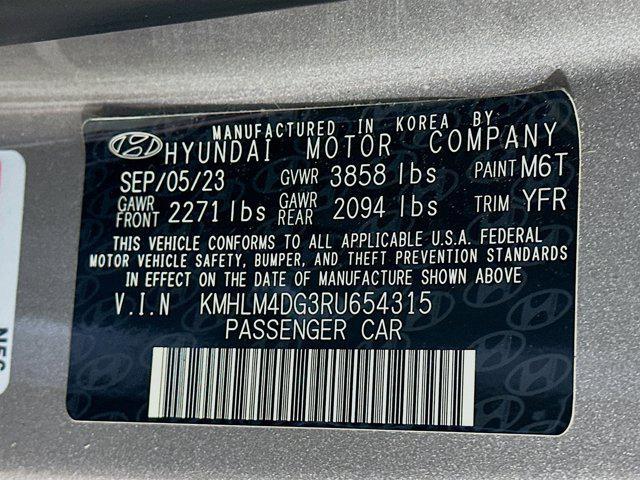 MANUFACTURED IN KOREA BY
HYUNDAI MOTOR COMPANY
SEP/05/23 GVWR 3858 lbs PAINT M6T
GAWR FRONT 2271 lbs GAWR REAR 2094 lbs TRIM YFR
THIS VEHICLE CONFORMS TO ALL APPLICABLE U.S.A. FEDERAL
MOTOR VEHICLE SAFETY, BUMPER, AND THEFT PREVENTION STANDARDS
IN EFFECT ON THE DATE OF MANUFACTURE SHOWN ABOVE
V.I.N KMHLM4DG3RU654315
PASSENGER CAR